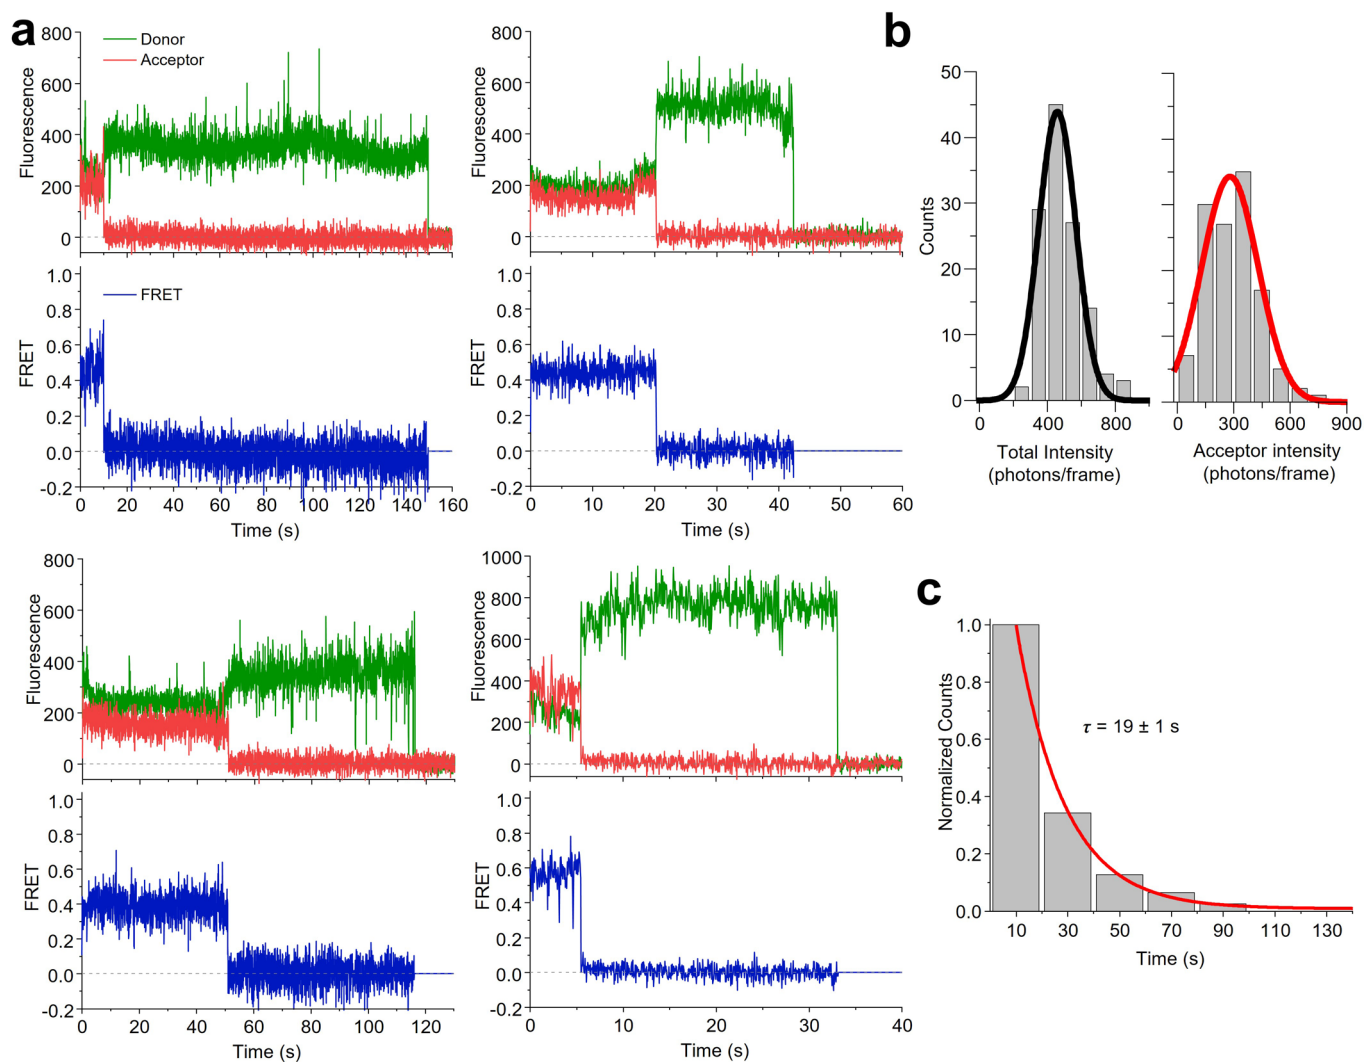 a
Donor
Acceptor
Fluorescence
800
600
400
200
0
FRET
FRET
1.0
0.8
0.6
0.4
0.2
0.0
-0.2
0 20 40 60 80 100 120 140 160
Time (s)
Fluorescence
800
600
400
200
0
FRET
1.0
0.8
0.6
0.4
0.2
0.0
-0.2
0 10 20 30 40 50 60
Time (s)
Fluorescence
800
600
400
200
0
FRET
1.0
0.8
0.6
0.4
0.2
0.0
-0.2
0 20 40 60 80 100 120
Time (s)
Fluorescence
1000
800
600
400
200
0
FRET
1.0
0.8
0.6
0.4
0.2
0.0
-0.2
0 10 20 30 40
Time (s)
b
Counts
50
40
30
20
10
0
0 400 800
Total Intensity
(photons/frame)
0 300 600 900
Acceptor intensity
(photons/frame)
c
Normalized Counts
1.0
0.8
0.6
0.4
0.2
0.0
τ = 19 ± 1 s
10 30 50 70 90 110 130
Time (s)